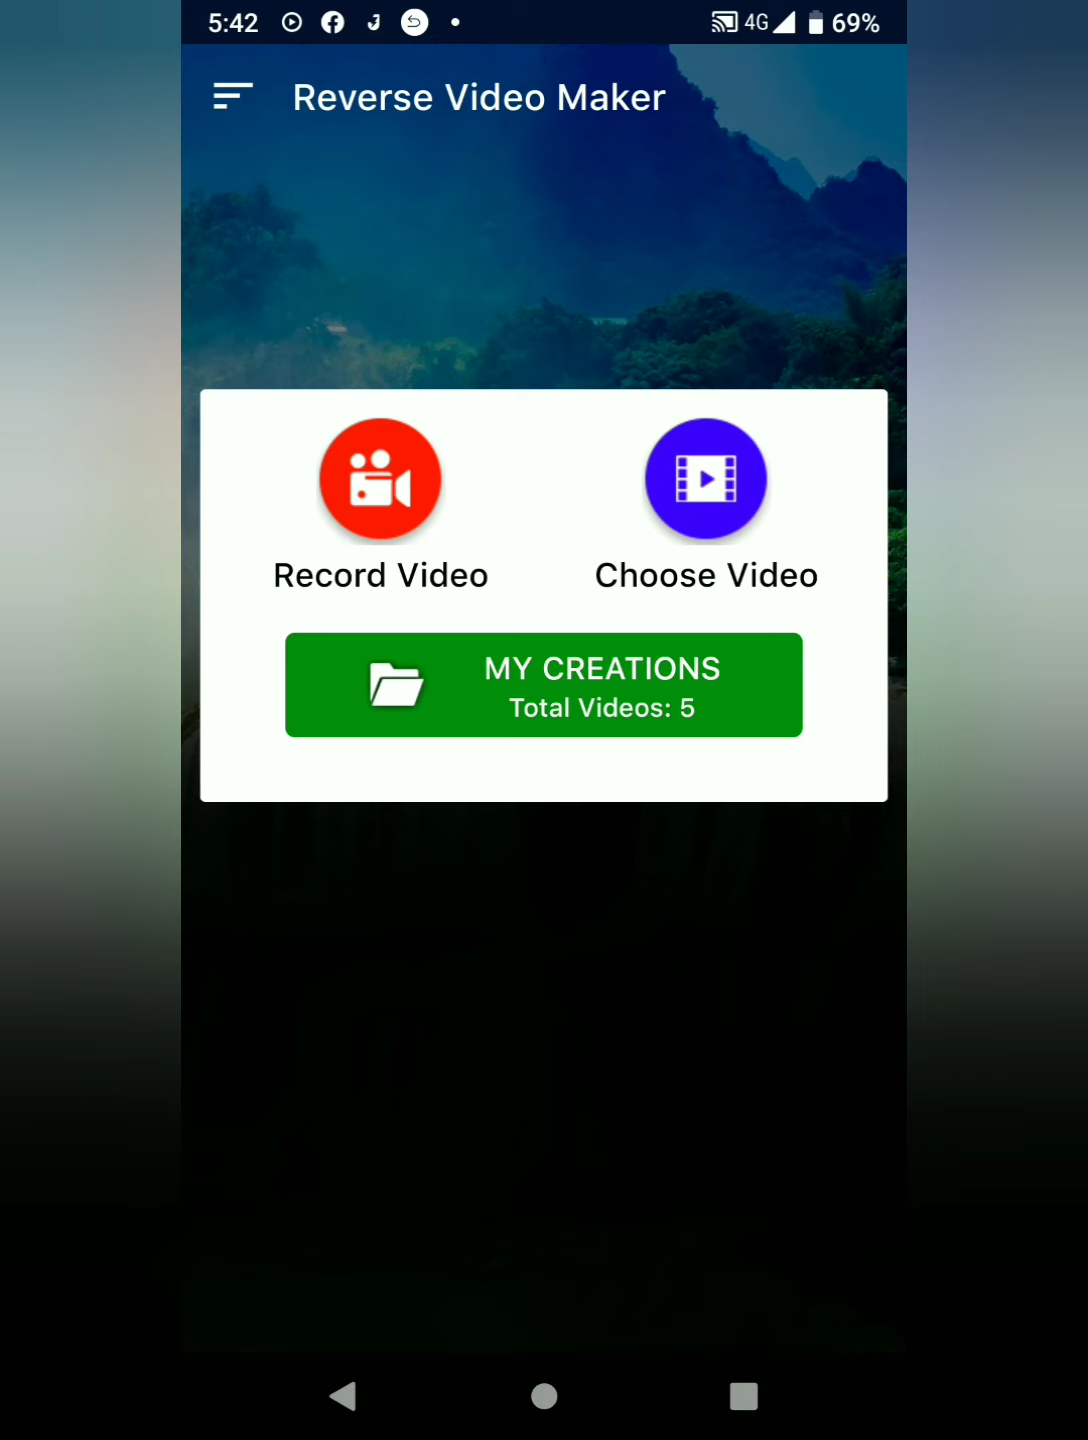 5:42 4G 69%
Reverse Video Maker
Record Video
Choose Video
MY CREATIONS
Total Videos: 5